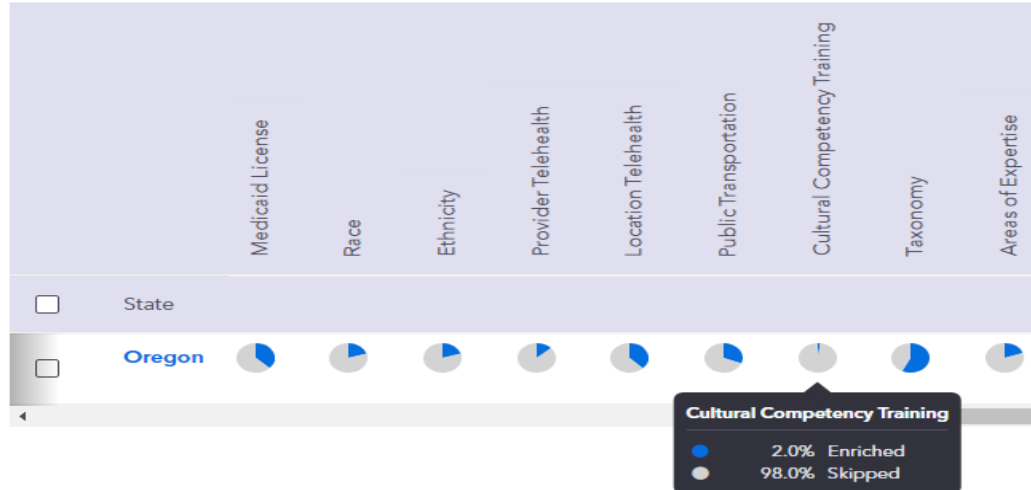 Medicaid License
Race
Ethnicity
Provider Telehealth
Location Telehealth
Public Transportation
Cultural Competency Training
Taxonomy
Areas of Expertise
State
Oregon
Cultural Competency Training
2.0% Enriched
98.0% Skipped